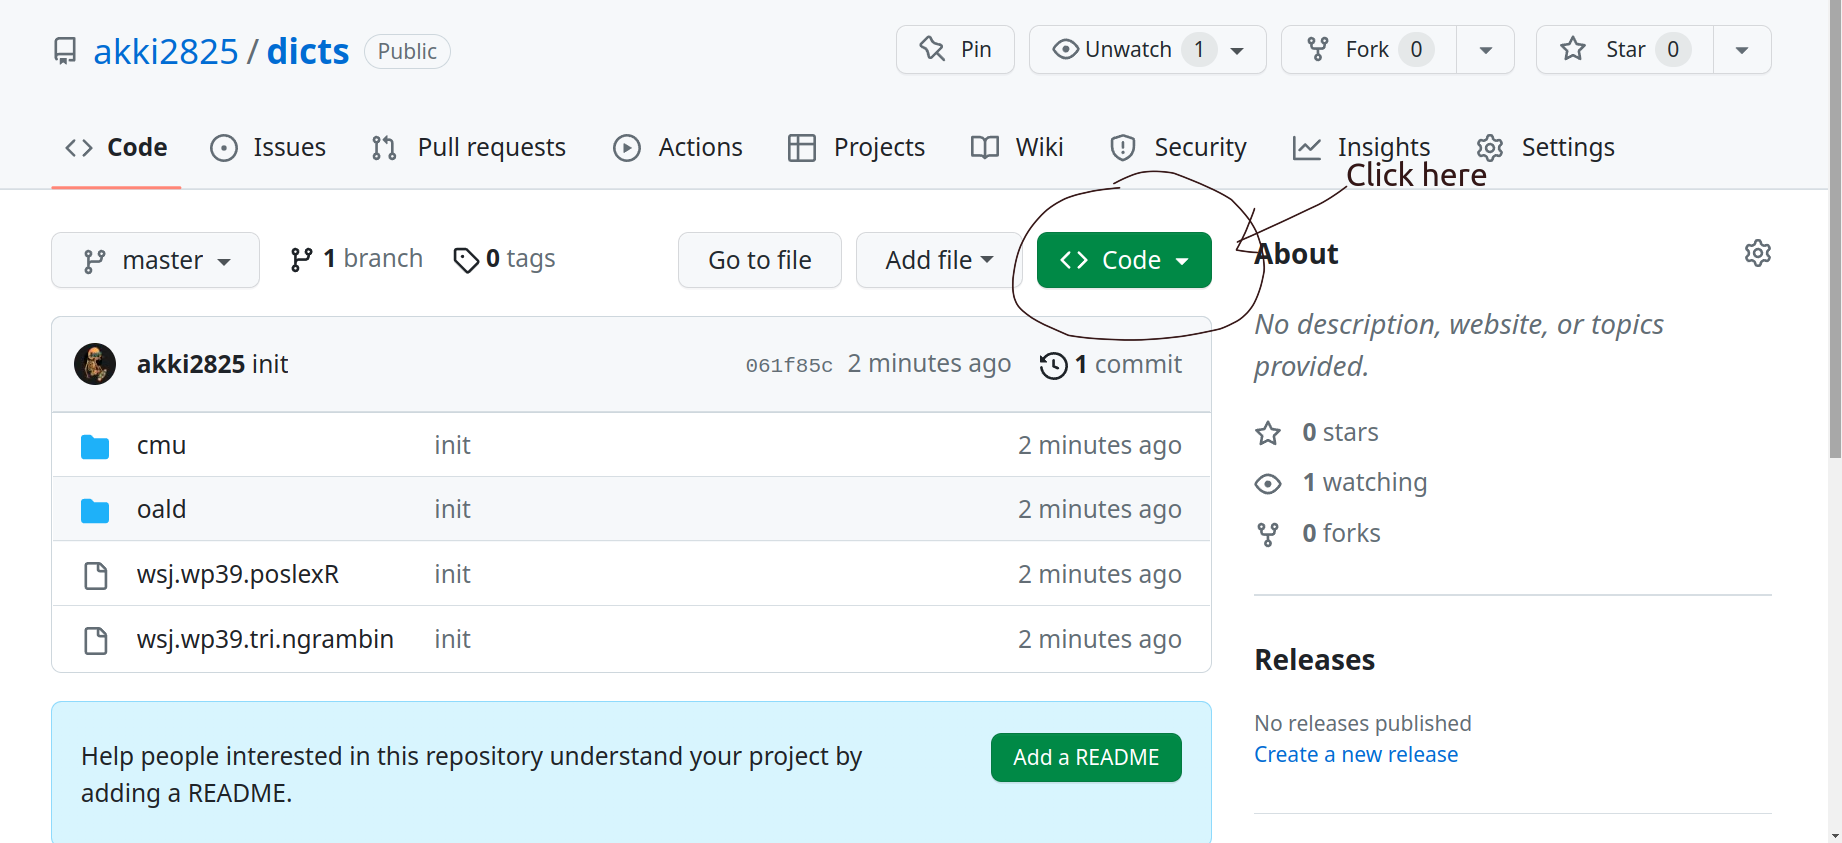 akki2825 / dicts Public Pin Unwatch 1 Fork 0 Star 0
Code Issues Pull requests Actions Projects Wiki Security Insights Settings
Click here
master 1 branch 0 tags Go to file Add file Code
akki2825 init 061f85c 2 minutes ago 1 commit
cmu init 2 minutes ago
oald init 2 minutes ago
wsj.wp39.poslexR init 2 minutes ago
wsj.wp39.tri.ngrambin init 2 minutes ago
Help people interested in this repository understand your project by
adding a README.
Add a README
About
No description, website, or topics
provided.
0 stars
1 watching
0 forks
Releases
No releases published
Create a new release